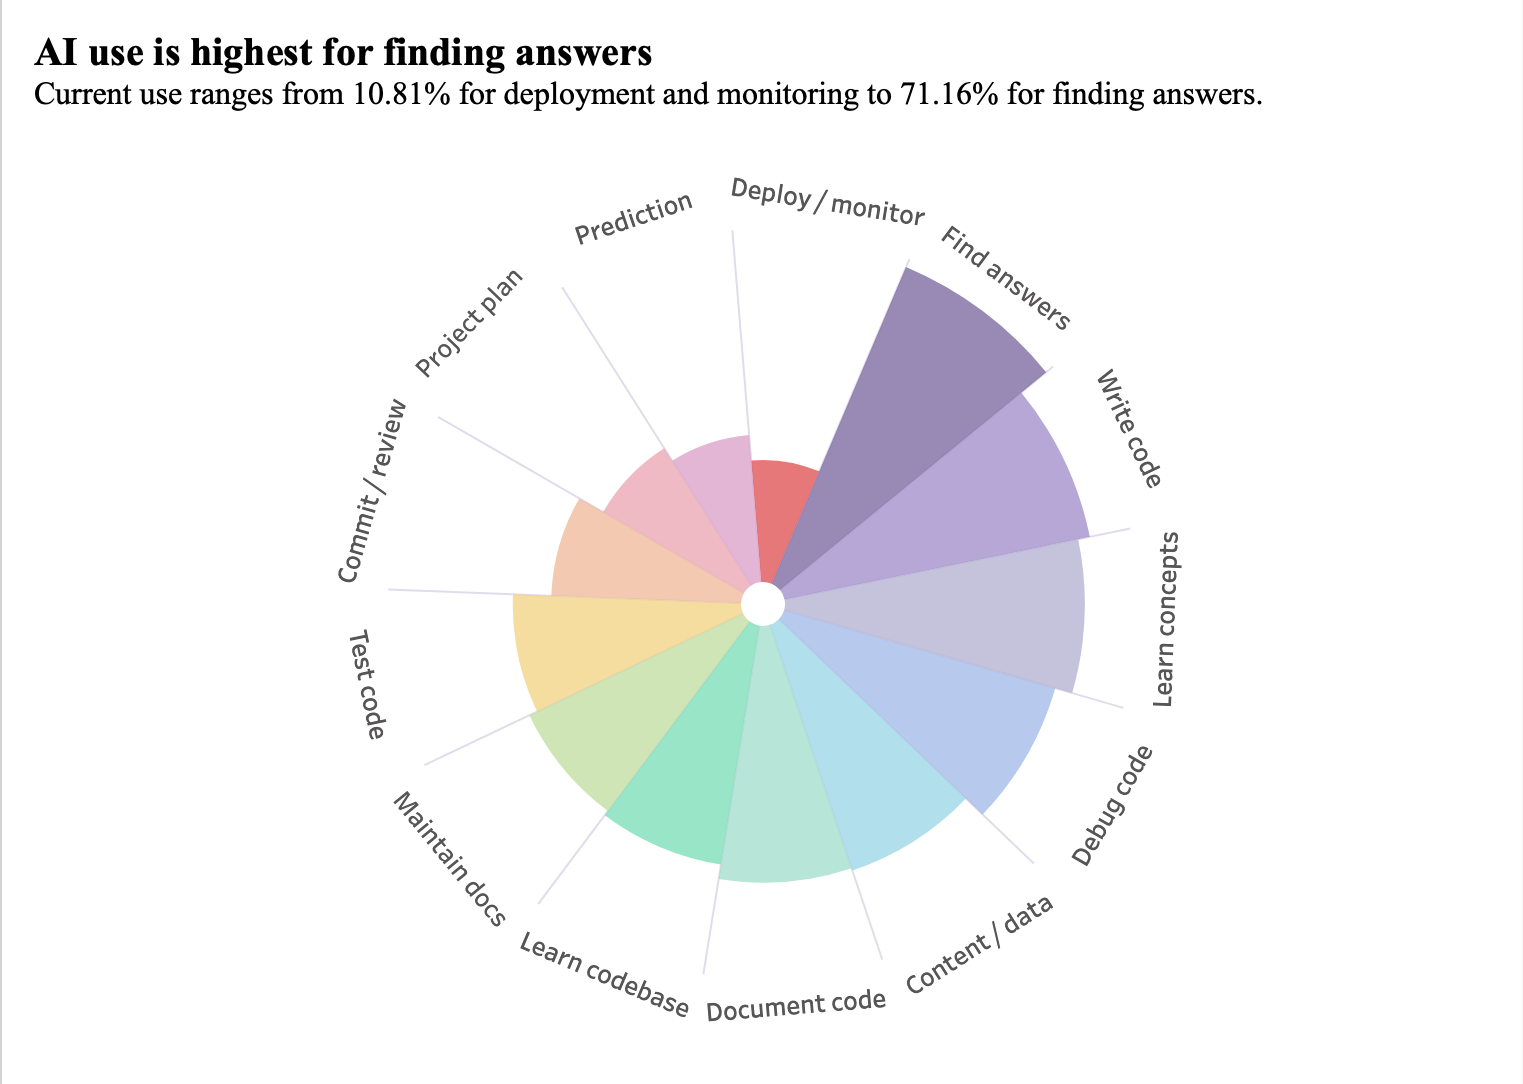 AI use is highest for finding answers
Current use ranges from 10.81% for deployment and monitoring to 71.16% for finding answers.
Deploy / monitor
Find answers
Write code
Learn concepts
Debug code
Content / data
Document code
Learn codebase
Maintain docs
Test code
Commit / review
Project plan
Prediction